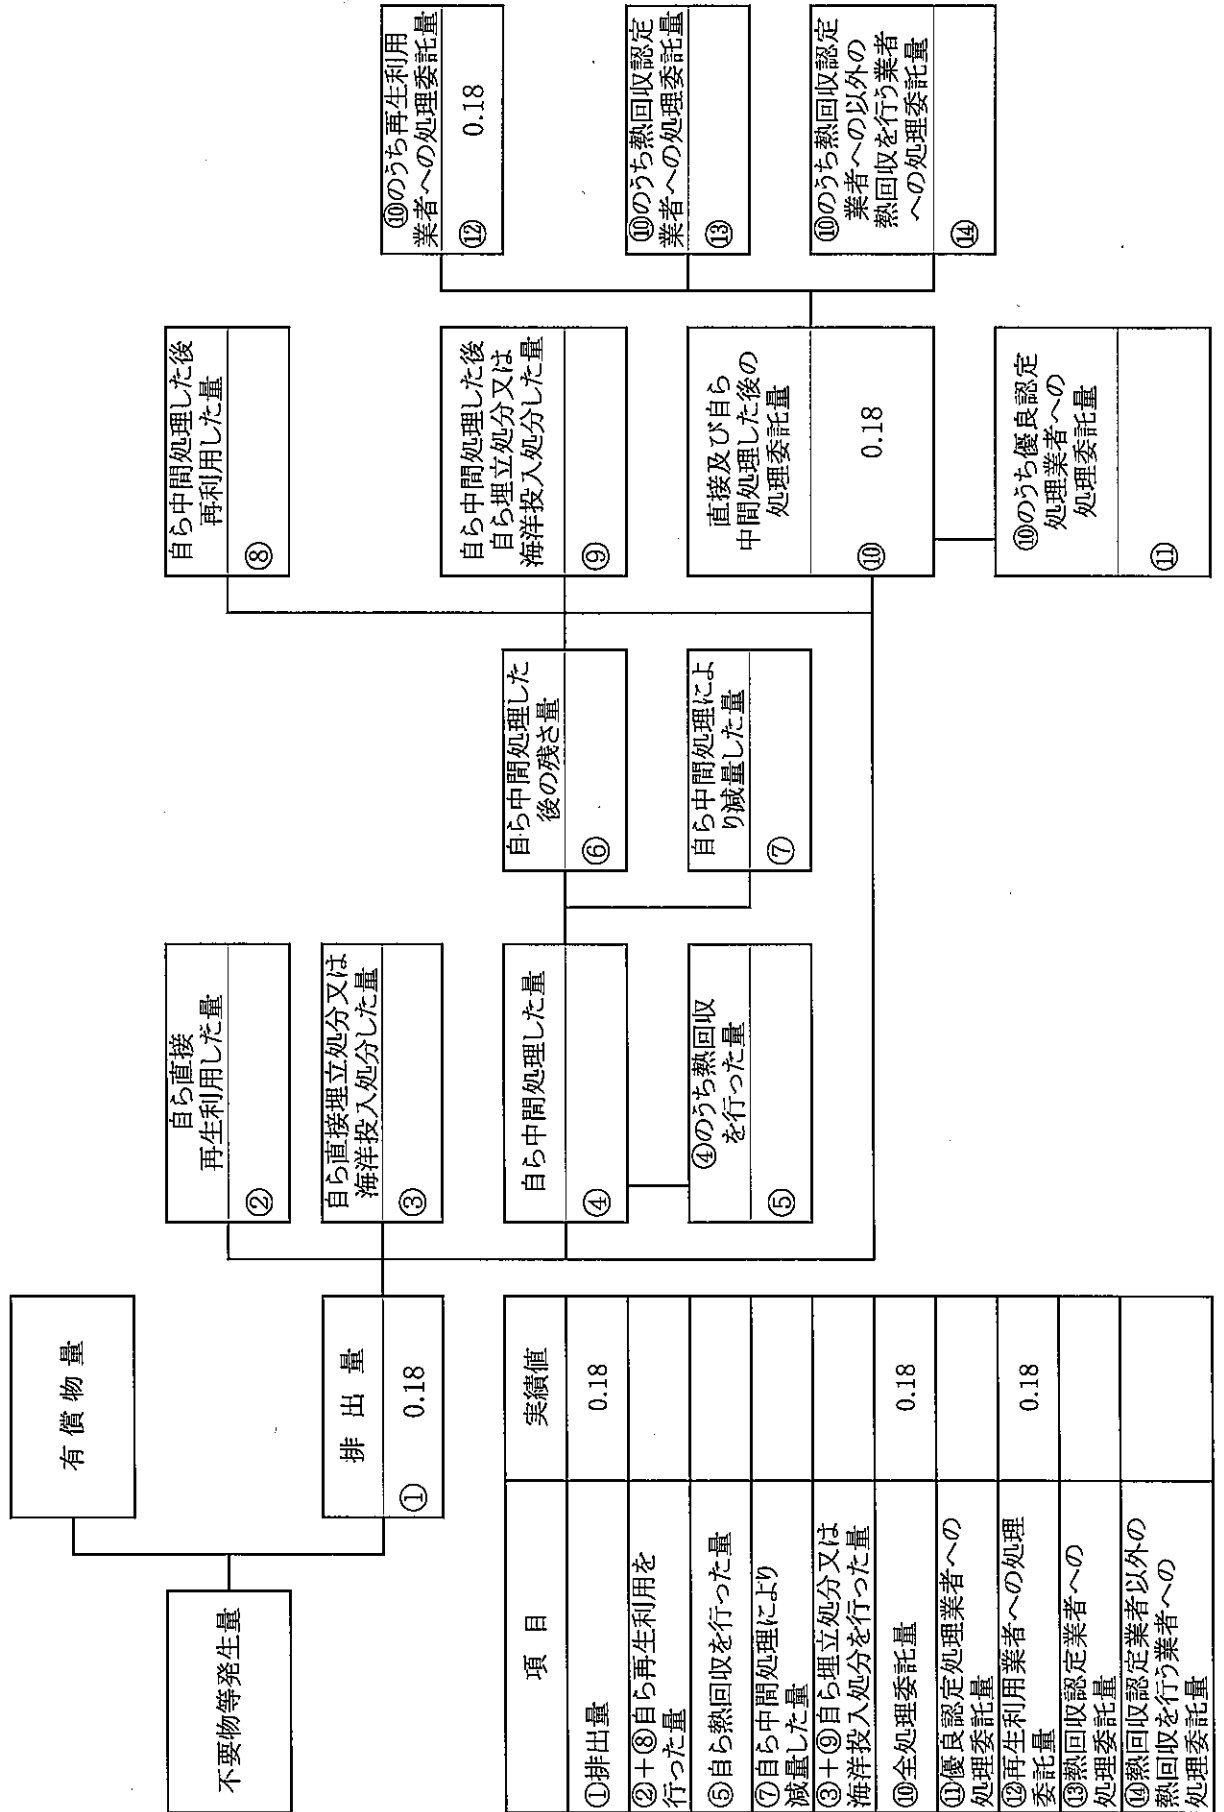 不要物等発生量
有償物量
排出量
① 0.18
自ら直接
再生利用した量
②
自ら直接埋立処分又は
海洋投入処分した量
③
自ら中間処理した量
④
④のうち熱回収
を行った量
⑤
自ら中間処理した
後の残さ量
⑥
自ら中間処理によ
り減量した量
⑦
自ら中間処理した後
再利用した量
⑧
自ら中間処理した後
自ら埋立処分又は
海洋投入処分した量
⑨
直接及び自ら
中間処理した後の
処理委託量
⑩ 0.18
⑩のうち優良認定
処理業者への
処理委託量
⑪
⑩のうち再生利用
業者への処理委託量
⑫ 0.18
⑩のうち熱回収認定
業者への処理委託量
⑬
⑩のうち熱回収認定
業者への以外の
熱回収を行う業者
への処理委託量
⑭
項目 実績値
①排出量 0.18
②+⑧自ら再生利用を
行った量
⑤自ら熱回収を行った量
⑦自ら中間処理により
減量した量
③+⑨自ら埋立処分又は
海洋投入処分を行った量
⑩全処理委託量 0.18
⑪優良認定処理業者への
処理委託量
⑫再生利用業者への処理
委託量 0.18
⑬熱回収認定業者への
処理委託量
⑭熱回収認定業者以外の
熱回収を行う業者への
処理委託量